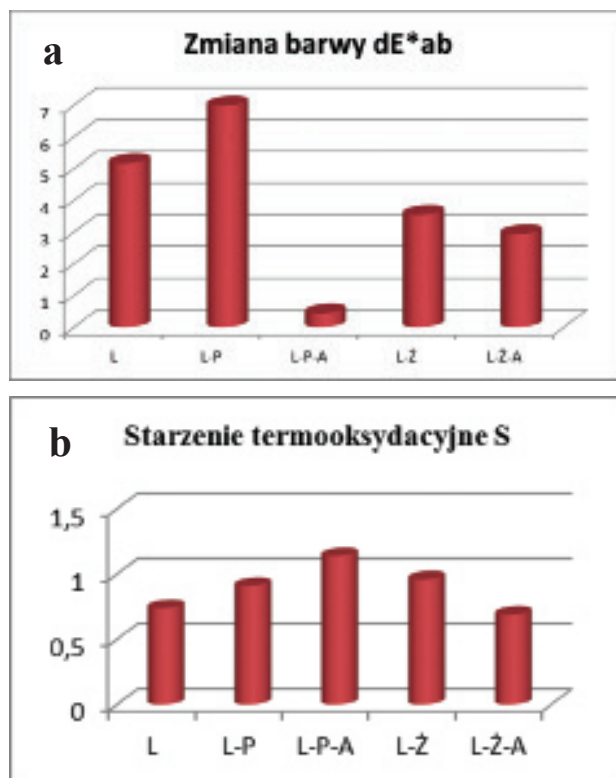 a
Zmiana barwy dE*ab
7
6
5
4
3
2
1
0
L
L-P
L-P-A
L-Ż
L-Ż-A
b
Starzenie termooksydacyjne S
1,5
1
0,5
0
L
L-P
L-P-A
L-Ż
L-Ż-A